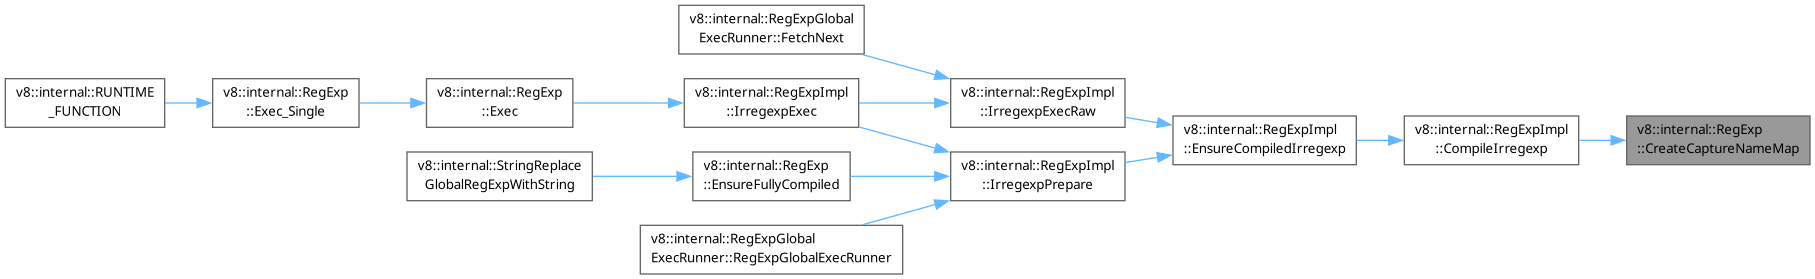 v8::internal::RegExpGlobal
ExecRunner::FetchNext
v8::internal::RUNTIME
_FUNCTION
v8::internal::RegExp
::Exec_Single
v8::internal::RegExp
::Exec
v8::internal::RegExpImpl
::IrregexpExec
v8::internal::RegExpImpl
::IrregexpExecRaw
v8::internal::RegExpImpl
::EnsureCompiledIrregexp
v8::internal::RegExpImpl
::CompileIrregexp
v8::internal::RegExp
::CreateCaptureNameMap
v8::internal::StringReplace
GlobalRegExpWithString
v8::internal::RegExp
::EnsureFullyCompiled
v8::internal::RegExpImpl
::IrregexpPrepare
v8::internal::RegExpGlobal
ExecRunner::RegExpGlobalExecRunner